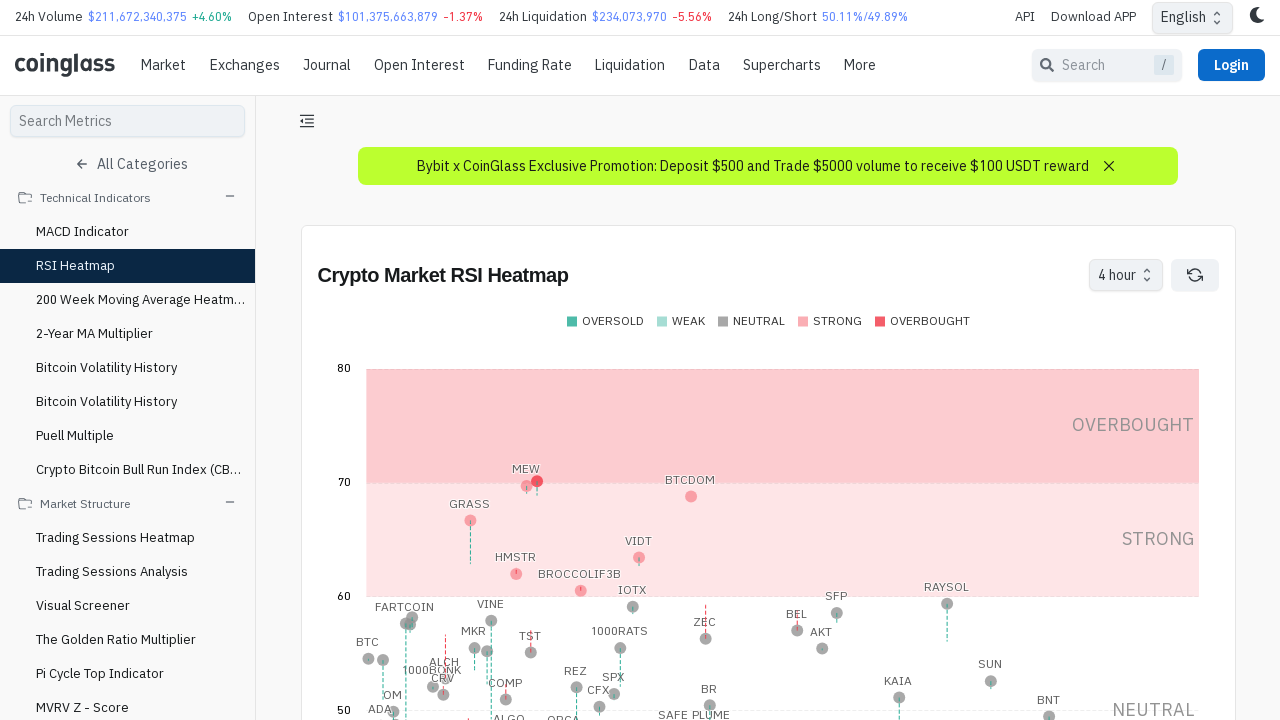 24h Volume $211,672,340,375 +4.60% Open Interest $101,375,663,879 -1.37% 24h Liquidation $234,073,970 -5.56% 24h Long/Short 50.11%/49.89% API Download APP English
coinglass Market Exchanges Journal Open Interest Funding Rate Liquidation Data Supercharts More Search / Login
Search Metrics
All Categories
Technical Indicators
MACD Indicator
RSI Heatmap
200 Week Moving Average Heatm...
2-Year MA Multiplier
Bitcoin Volatility History
Bitcoin Volatility History
Puell Multiple
Crypto Bitcoin Bull Run Index (CB...
Market Structure
Trading Sessions Heatmap
Trading Sessions Analysis
Visual Screener
The Golden Ratio Multiplier
Pi Cycle Top Indicator
MVRV Z - Score
Bybit x CoinGlass Exclusive Promotion: Deposit $500 and Trade $5000 volume to receive $100 USDT reward
Crypto Market RSI Heatmap 4 hour
OVERSOLD WEAK NEUTRAL STRONG OVERBOUGHT
80
OVERBOUGHT
MEW
BTCDOM
70
GRASS
VIDT
STRONG
HMSTR
BROCCOLIF3B
IOTX
RAYSOL
60
SFP
FARTCOIN
VINE
BEL
ZEC
MKR
1000RATS
AKT
TST
BTC
ALCH
SUN
1000BONK
REZ
CRV
SPX
COMP
KAIA
CFX
BR
OM
BNT
ADA
50
NEUTRAL
SAFE PLUME
ALGO
ORCA